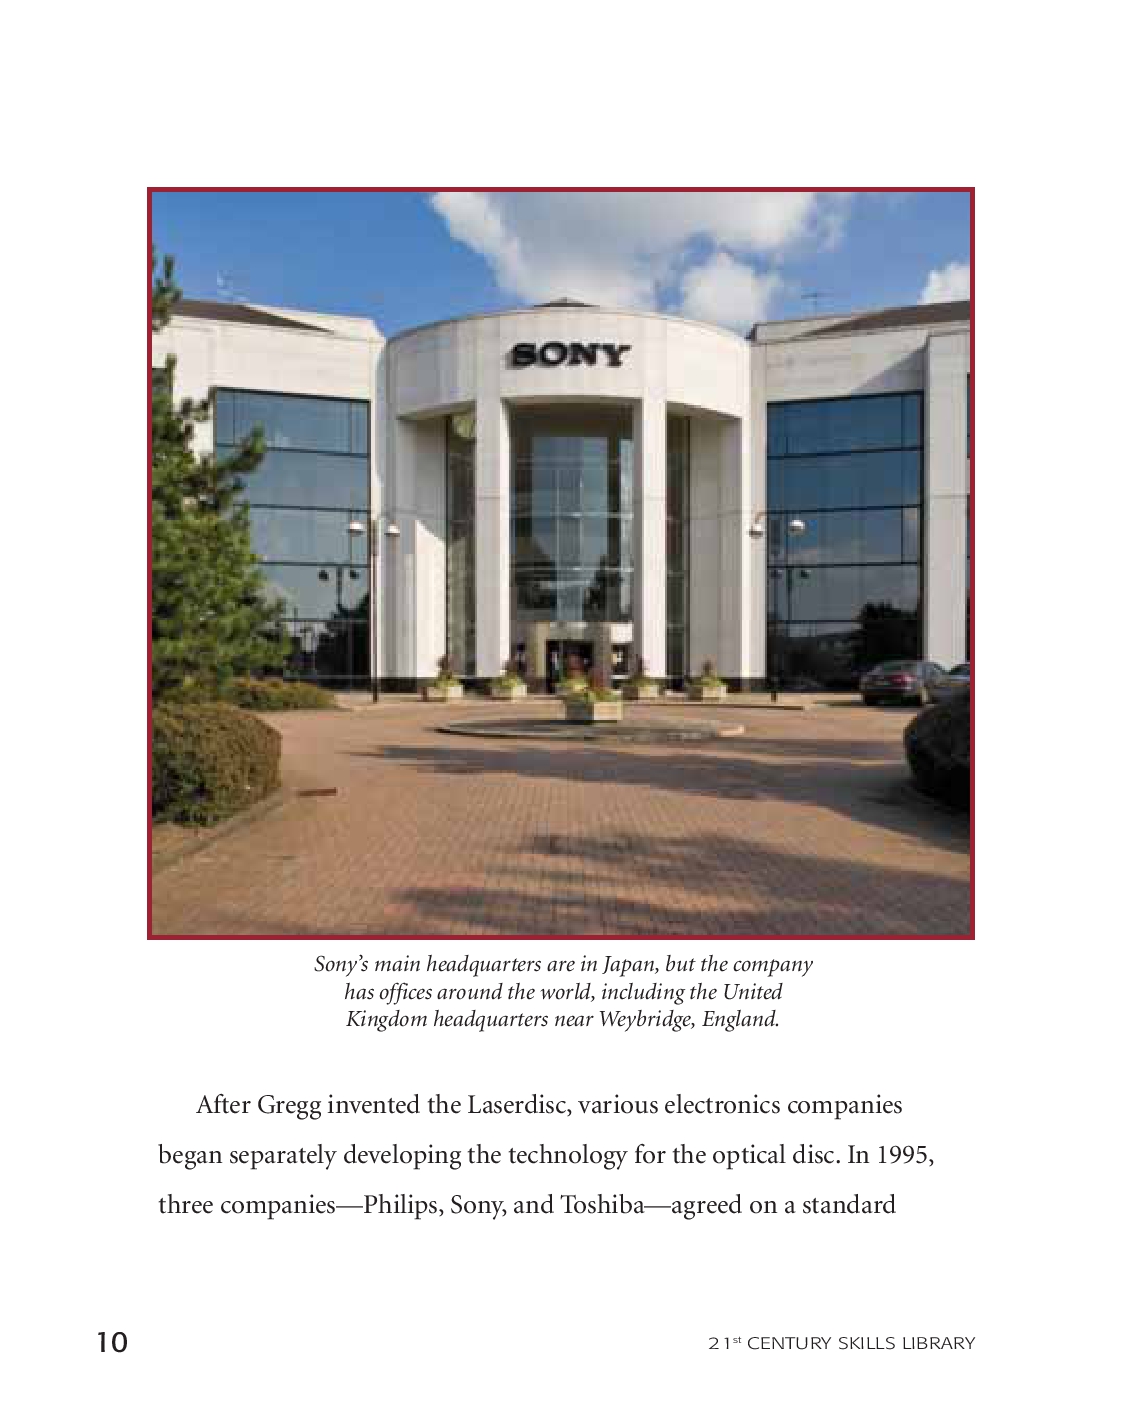 SONY
Sony’s main headquarters are in Japan, but the company
has offices around the world, including the United
Kingdom headquarters near Weybridge, England.
After Gregg invented the Laserdisc, various electronics companies
began separately developing the technology for the optical disc. In 1995,
three companies—Philips, Sony, and Toshiba—agreed on a standard
10
21st CENTURY SKILLS LIBRARY